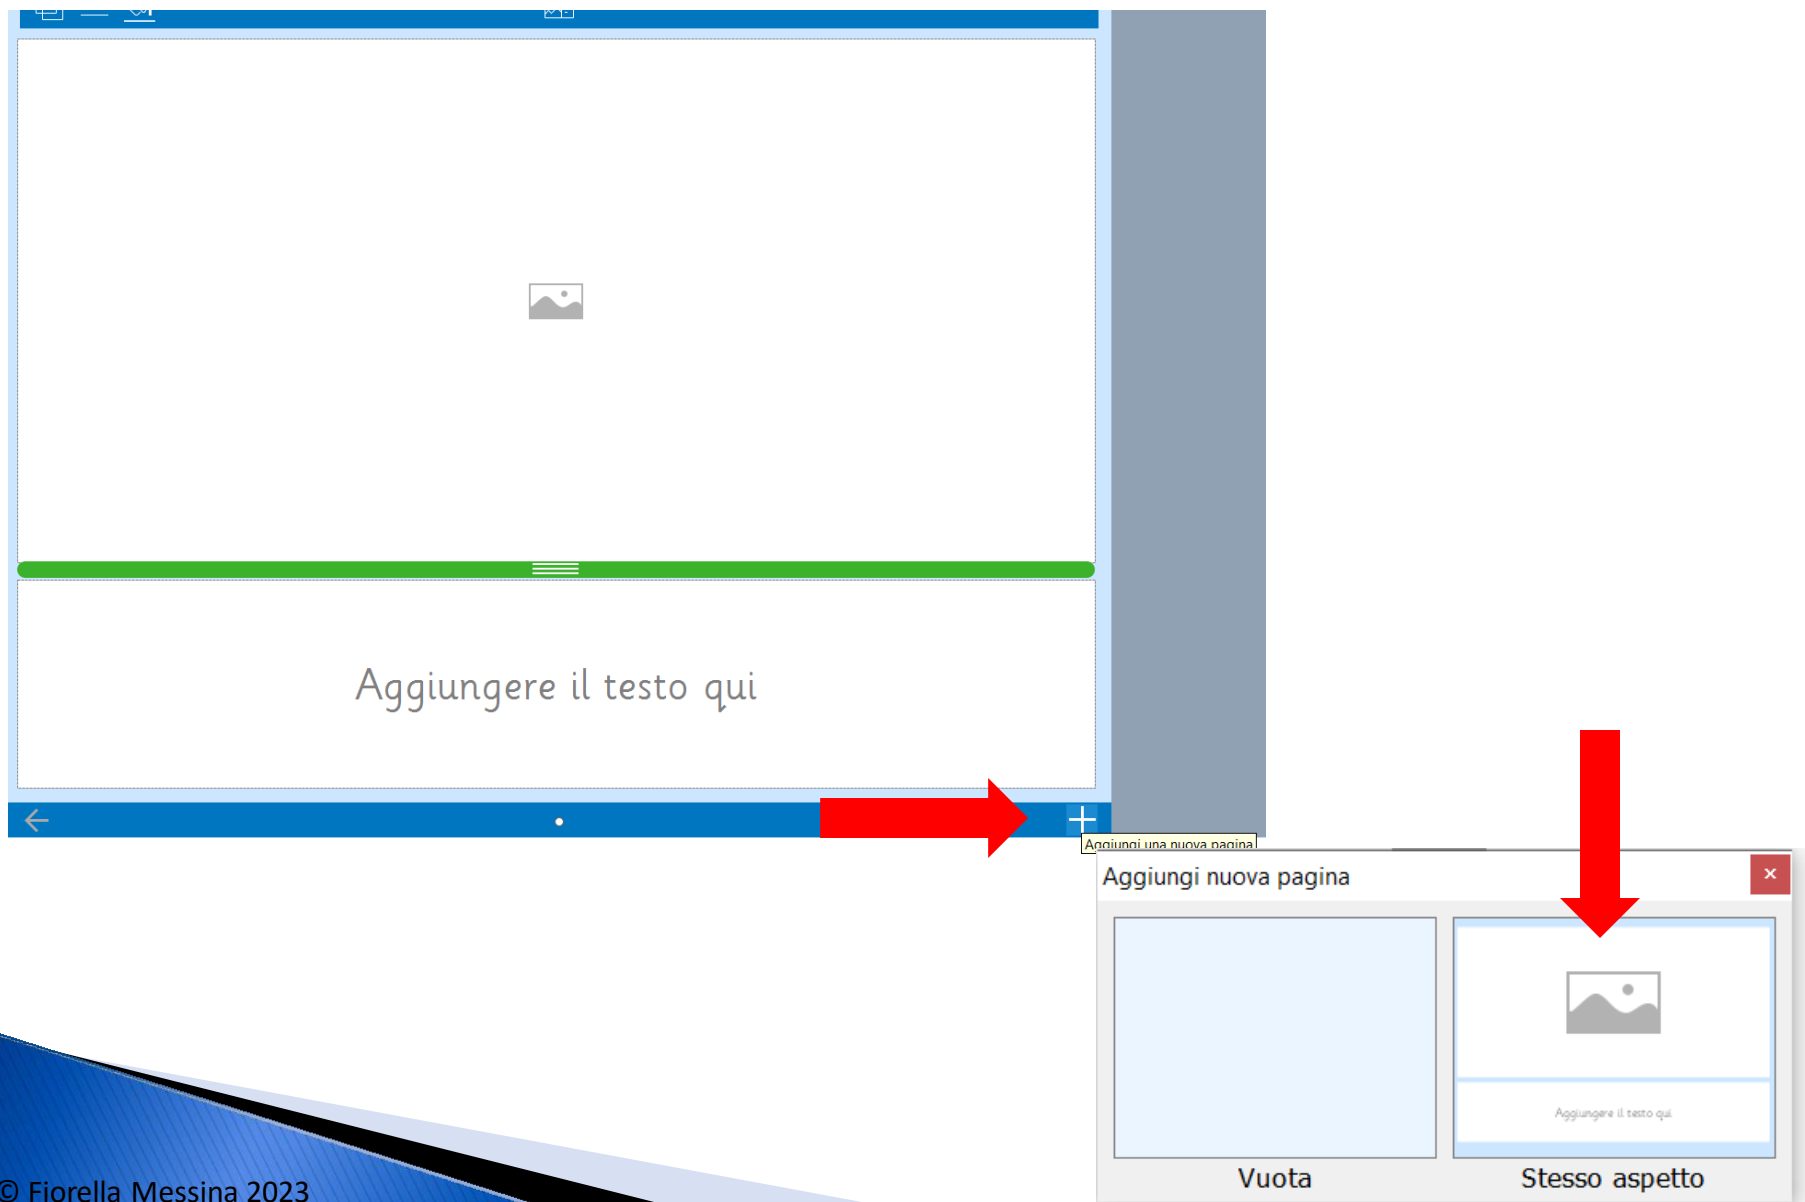 Aggiungere il testo qui
Aggiungi una nuova pagina
Aggiungi nuova pagina
Aggiungere il testo qui
Vuota
Stesso aspetto
© Fiorella Messina 2023